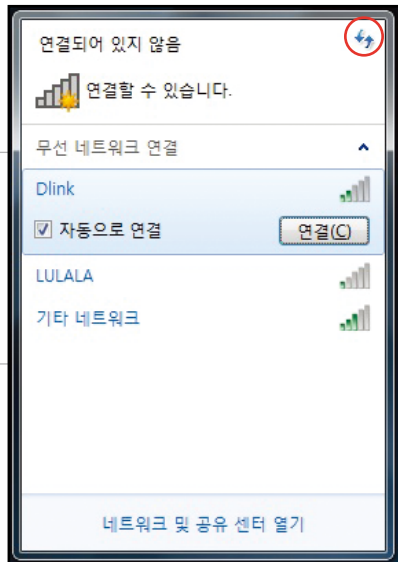 연결되어 있지 않음
연결할 수 있습니다.
무선 네트워크 연결
Dlink
자동으로 연결
연결(C)
LULALA
기타 네트워크
네트워크 및 공유 센터 열기